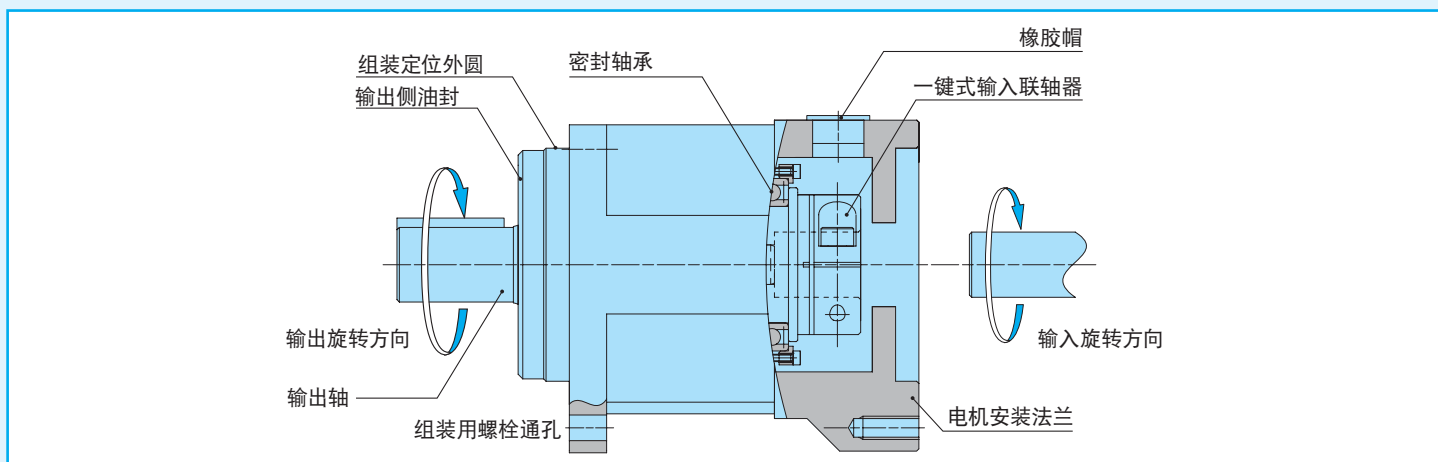 橡胶帽
组装定位外圆
密封轴承
输出侧油封
一键式输入联轴器
输出旋转方向
输入旋转方向
输出轴
组装用螺栓通孔
电机安装法兰